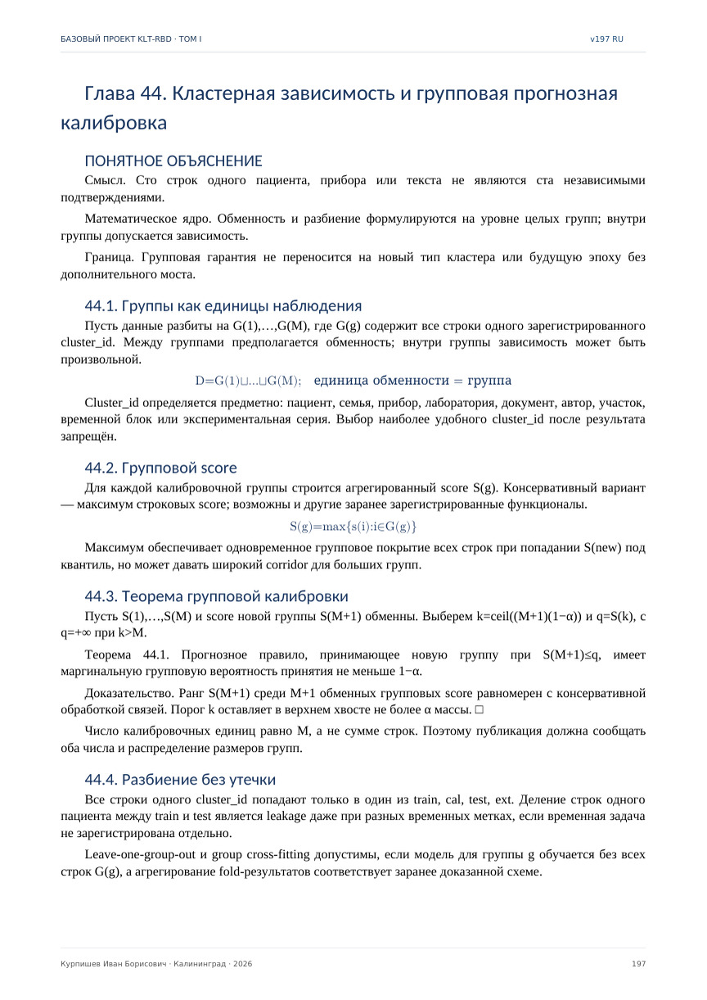 БАЗОВЫЙ ПРОЕКТ KLT-RBD · ТОМ I
v197 RU
Глава 44. Кластерная зависимость и групповая прогнозная
калибровка
ПОНЯТНОЕ ОБЪЯСНЕНИЕ
Смысл. Сто строк одного пациента, прибора или текста не являются ста независимыми
подтверждениями.
Математическое ядро. Обменность и разбиение формулируются на уровне целых групп; внутри
группы допускается зависимость.
Граница. Групповая гарантия не переносится на новый тип кластера или будущую эпоху без
дополнительного моста.
44.1. Группы как единицы наблюдения
Пусть данные разбиты на G(1),…,G(M), где G(g) содержит все строки одного зарегистрированного
cluster_id. Между группами предполагается обменность; внутри группы зависимость может быть
произвольной.
D=G(1)⊔...⊔G(M); единица обменности = группа
Cluster_id определяется предметно: пациент, семья, прибор, лаборатория, документ, автор, участок,
временной блок или экспериментальная серия. Выбор наиболее удобного cluster_id после результата
запрещён.
44.2. Групповой score
Для каждой калибровочной группы строится агрегированный score S(g). Консервативный вариант
— максимум строковых score; возможны и другие заранее зарегистрированные функционалы.
S(g)=max{s(i):i∈G(g)}
Максимум обеспечивает одновременное групповое покрытие всех строк при попадании S(new) под
квантиль, но может давать широкий corridor для больших групп.
44.3. Теорема групповой калибровки
Пусть S(1),…,S(M) и score новой группы S(M+1) обменны. Выберем k=ceil((M+1)(1−α)) и q=S(k), с
q=+∞ при k>M.
Теорема 44.1. Прогнозное правило, принимающее новую группу при S(M+1)≤q, имеет
маргинальную групповую вероятность принятия не меньше 1−α.
Доказательство. Ранг S(M+1) среди M+1 обменных групповых score равномерен с консервативной
обработкой связей. Порог k оставляет в верхнем хвосте не более α массы. □
Число калибровочных единиц равно M, а не сумме строк. Поэтому публикация должна сообщать
оба числа и распределение размеров групп.
44.4. Разбиение без утечки
Все строки одного cluster_id попадают только в один из train, cal, test, ext. Деление строк одного
пациента между train и test является leakage даже при разных временных метках, если временная задача
не зарегистрирована отдельно.
Leave-one-group-out и group cross-fitting допустимы, если модель для группы g обучается без всех
строк G(g), а агрегирование fold-результатов соответствует заранее доказанной схеме.
Курпишев Иван Борисович · Калининград · 2026
197